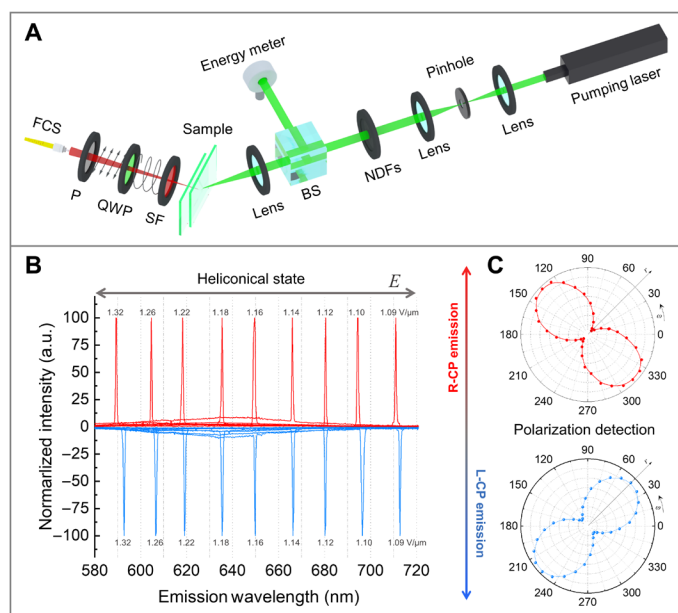 A
Energy meter
Pinhole
Pumping laser
Lens
Lens
NDFs
BS
Lens
Sample
FCS
P
QWP
SF
B
Heliconical state
E
1.32 1.26 1.22 1.18 1.16 1.14 1.12 1.10 1.09 V/μm
100
75
50
25
0
−25
−50
−75
−100
Normarlized intensity (a.u.)
1.32 1.26 1.22 1.18 1.16 1.14 1.12 1.10 1.09 V/μm
580 600 620 640 660 680 700 720
Emission wavelength (nm)
R-CP emission
L-CP emission
C
90
120 60
150 30
180 0
210 330
240 300
270
Polarization detection
90
120 60
150 30
180 0
210 330
240 300
270